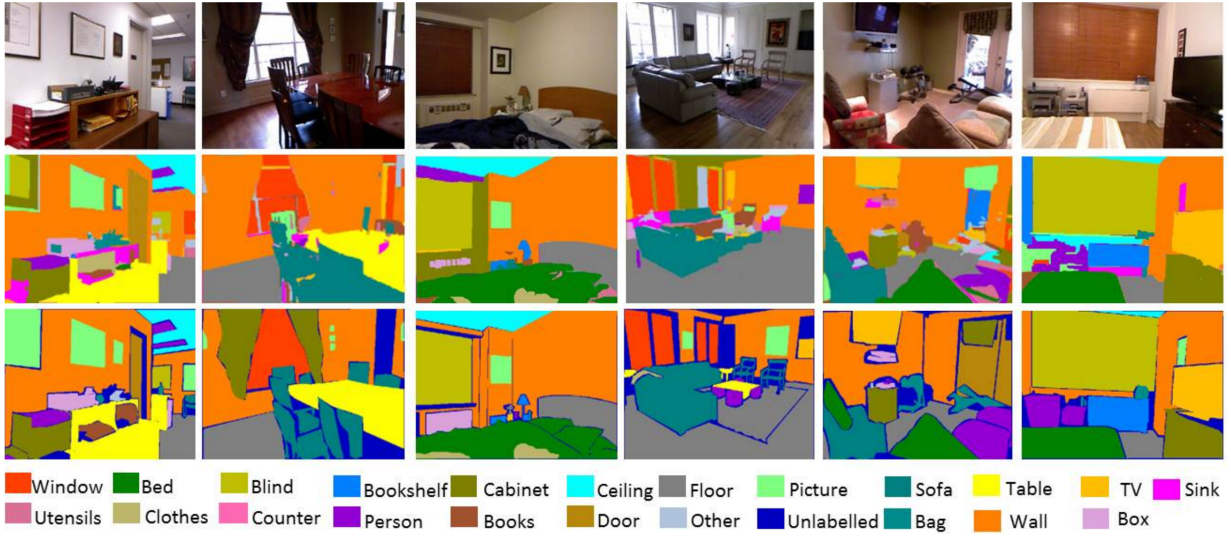 Window Bed Blind Bookshelf Cabinet Ceiling Floor Picture Sofa Table TV Sink
Utensils Clothes Counter Person Books Door Other Unlabelled Bag Wall Box